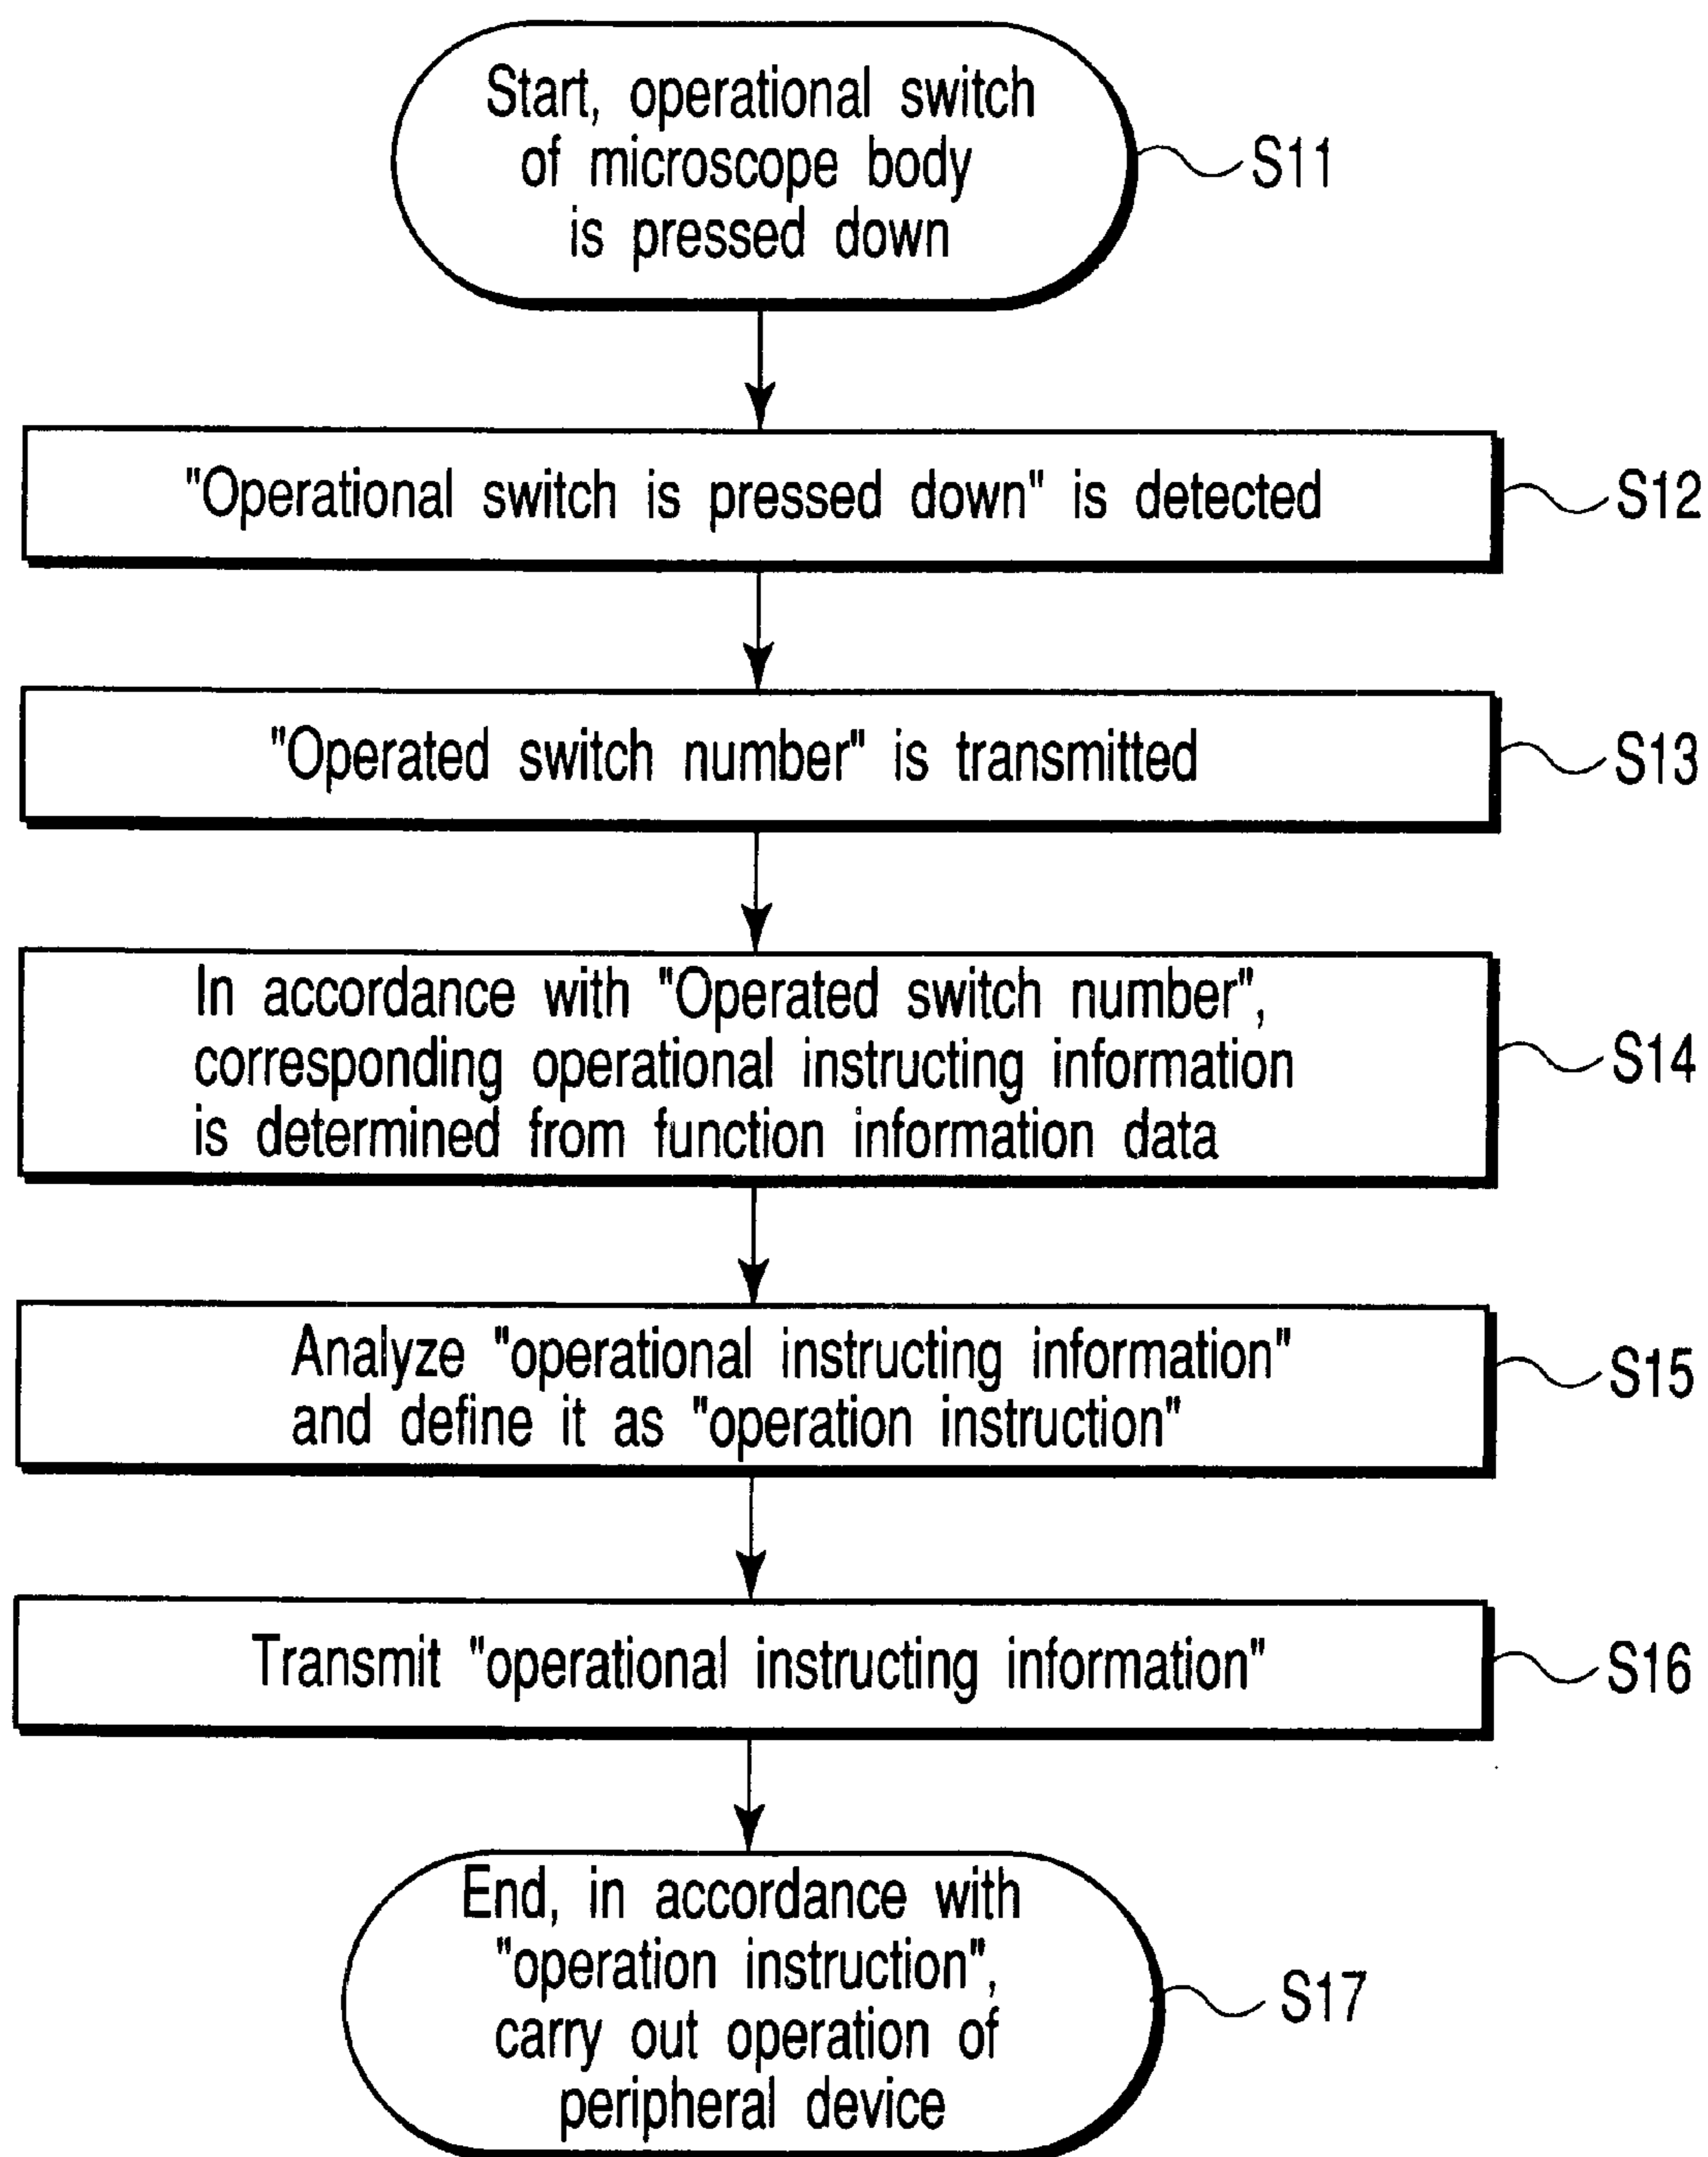 Start, operational switch
of microscope body
is pressed down
S11
"Operational switch is pressed down" is detected
S12
"Operated switch number" is transmitted
S13
In accordance with "Operated switch number",
corresponding operational instructing information
is determined from function information data
S14
Analyze "operational instructing information"
and define it as "operation instruction"
S15
Transmit "operational instructing information"
S16
End, in accordance with
"operation instruction",
carry out operation of
peripheral device
S17